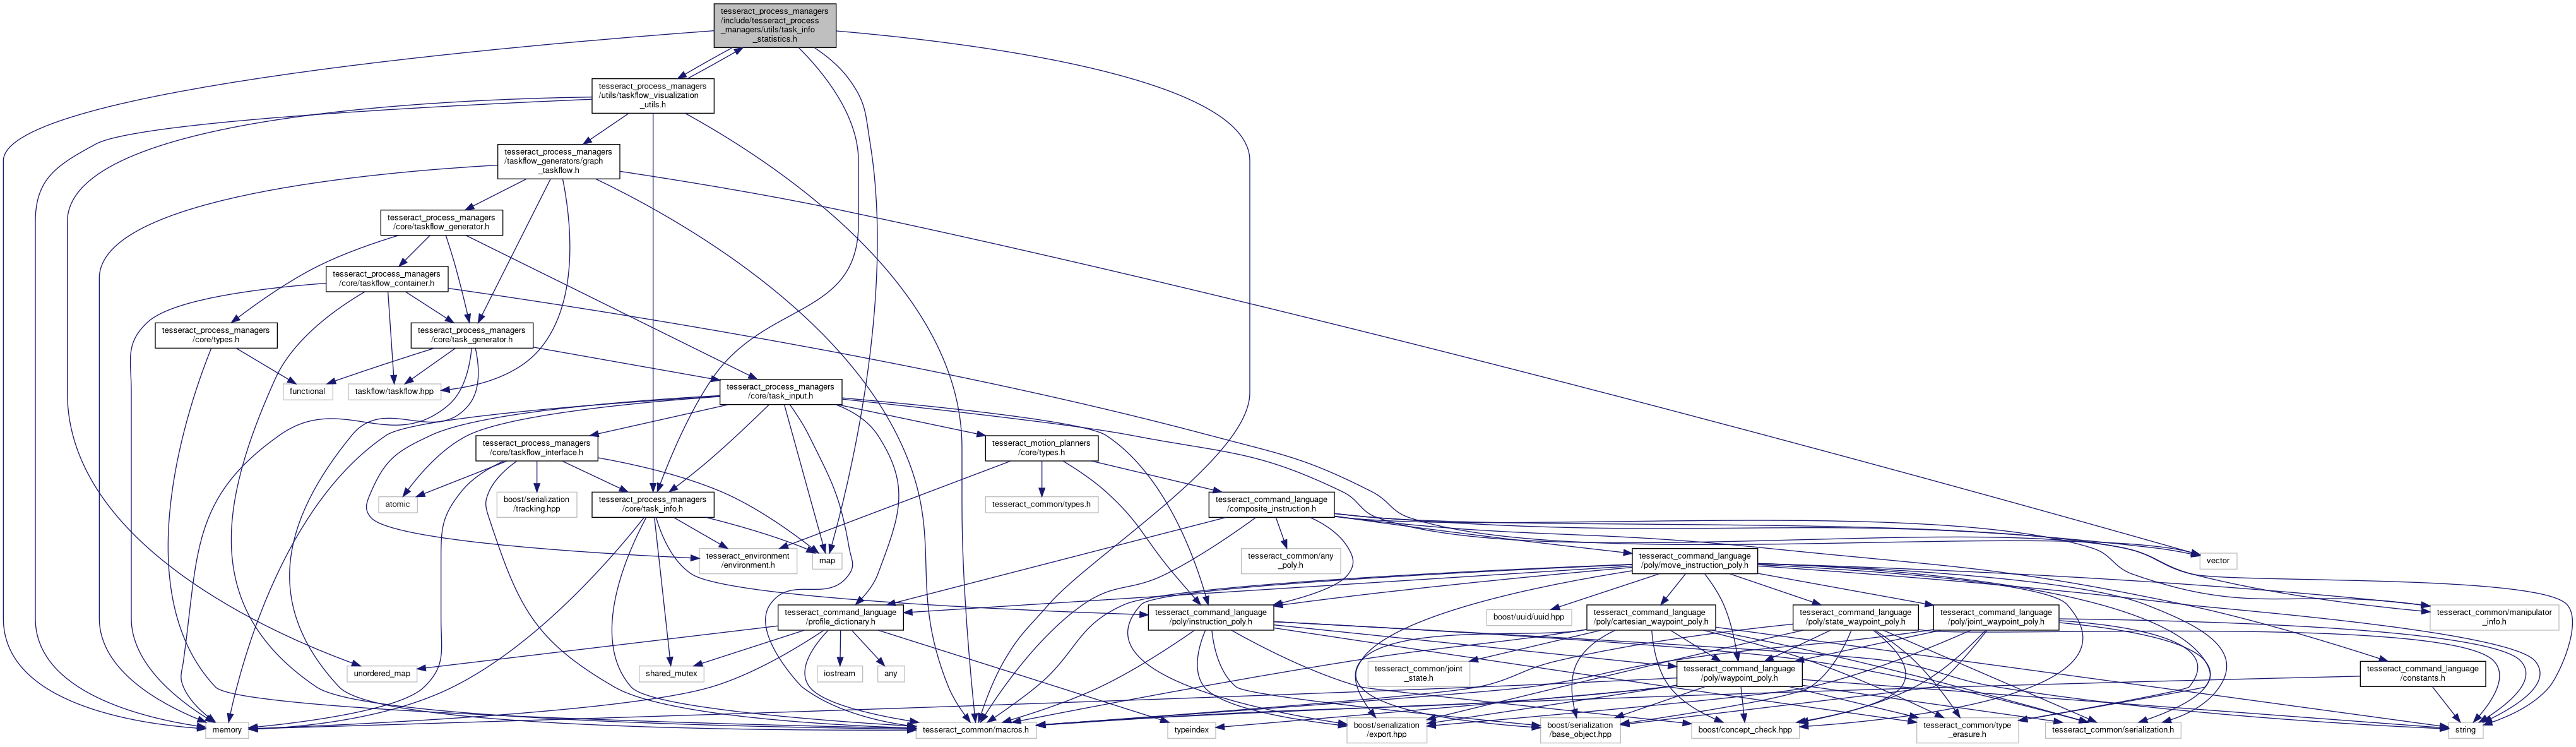 tesseract_process_managers
/include/tesseract_process
_managers/utils/task_info
_statistics.h
tesseract_process_managers
/utils/taskflow_visualization
_utils.h
tesseract_process_managers
/taskflow_generators/graph
_taskflow.h
tesseract_process_managers
/core/taskflow_generator.h
tesseract_process_managers
/core/taskflow_container.h
tesseract_process_managers
/core/types.h
tesseract_process_managers
/core/task_generator.h
functional
taskflow/taskflow.hpp
tesseract_process_managers
/core/task_input.h
tesseract_process_managers
/core/taskflow_interface.h
tesseract_motion_planners
/core/types.h
atomic
boost/serialization
/tracking.hpp
tesseract_process_managers
/core/task_info.h
tesseract_common/types.h
tesseract_command_language
/composite_instruction.h
tesseract_environment
/environment.h
map
tesseract_common/any
_poly.h
tesseract_command_language
/poly/move_instruction_poly.h
vector
tesseract_command_language
/profile_dictionary.h
tesseract_command_language
/poly/instruction_poly.h
boost/uuid/uuid.hpp
tesseract_command_language
/poly/cartesian_waypoint_poly.h
tesseract_command_language
/poly/state_waypoint_poly.h
tesseract_command_language
/poly/joint_waypoint_poly.h
tesseract_common/manipulator
_info.h
unordered_map
shared_mutex
iostream
any
tesseract_common/joint
_state.h
tesseract_command_language
/poly/waypoint_poly.h
tesseract_command_language
/constants.h
memory
tesseract_common/macros.h
typeindex
boost/serialization
/export.hpp
boost/serialization
/base_object.hpp
boost/concept_check.hpp
tesseract_common/type
_erasure.h
tesseract_common/serialization.h
string